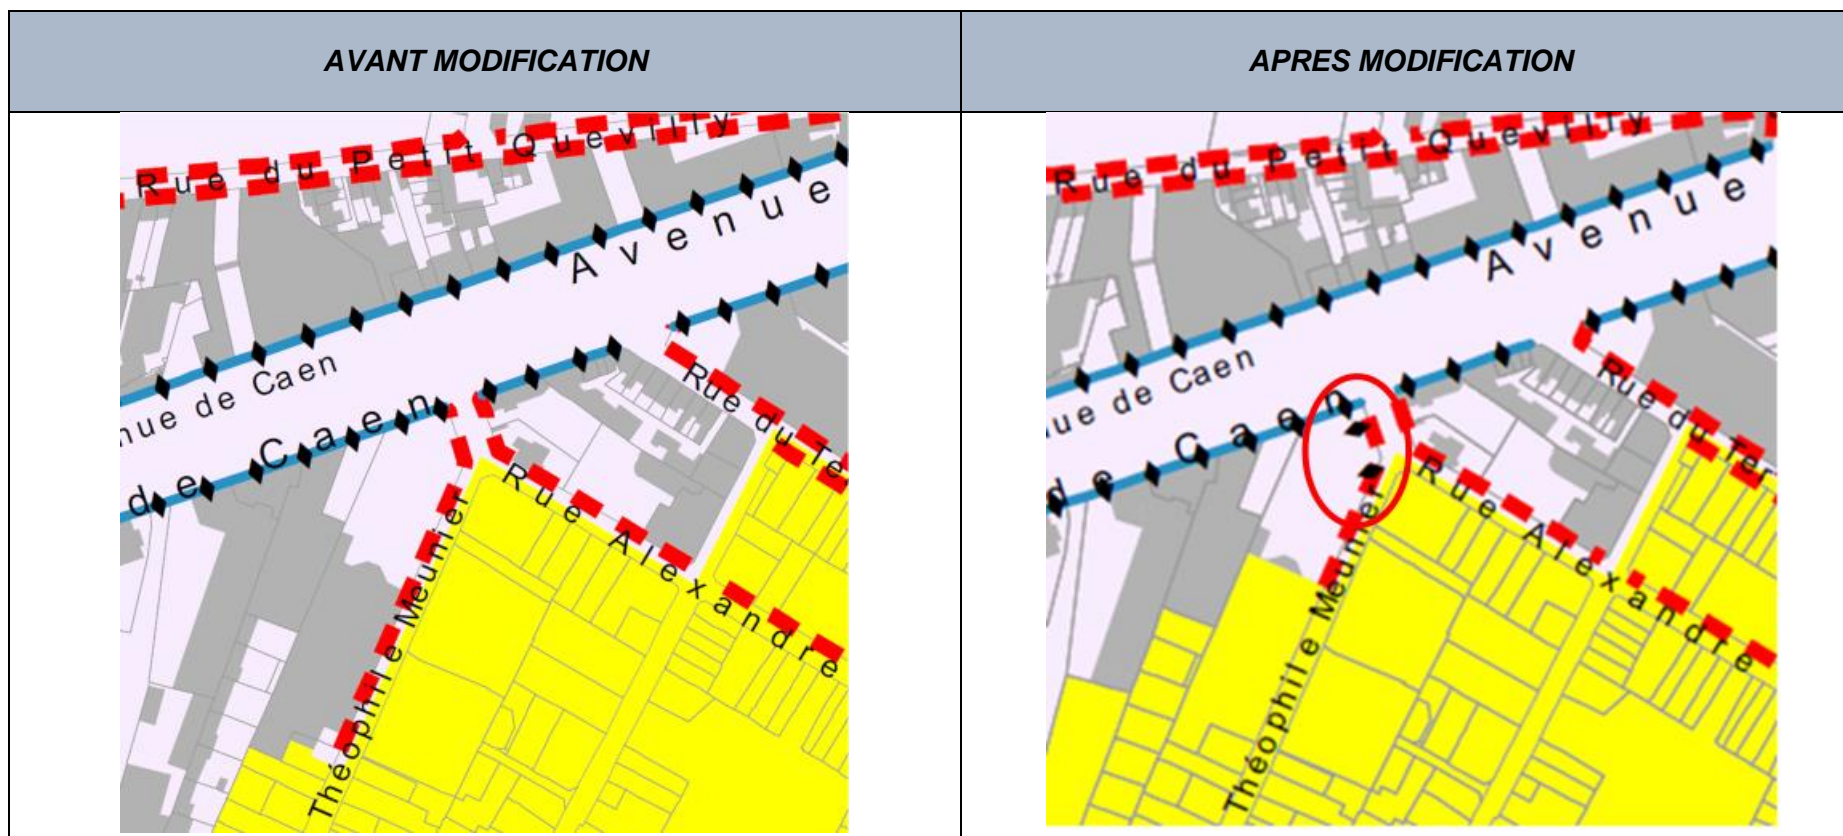 AVANT MODIFICATION
APRES MODIFICATION
Rue du Petit Quevilly
Avenue
nue de Caen
de Caen
Rue du Te
Rue Alexandre
Théophile Meunier
Rue du Petit Quevilly
Avenue
ue de Caen
de Caen
Rue du Ter
Rue Alexandre
Théophile Meunier